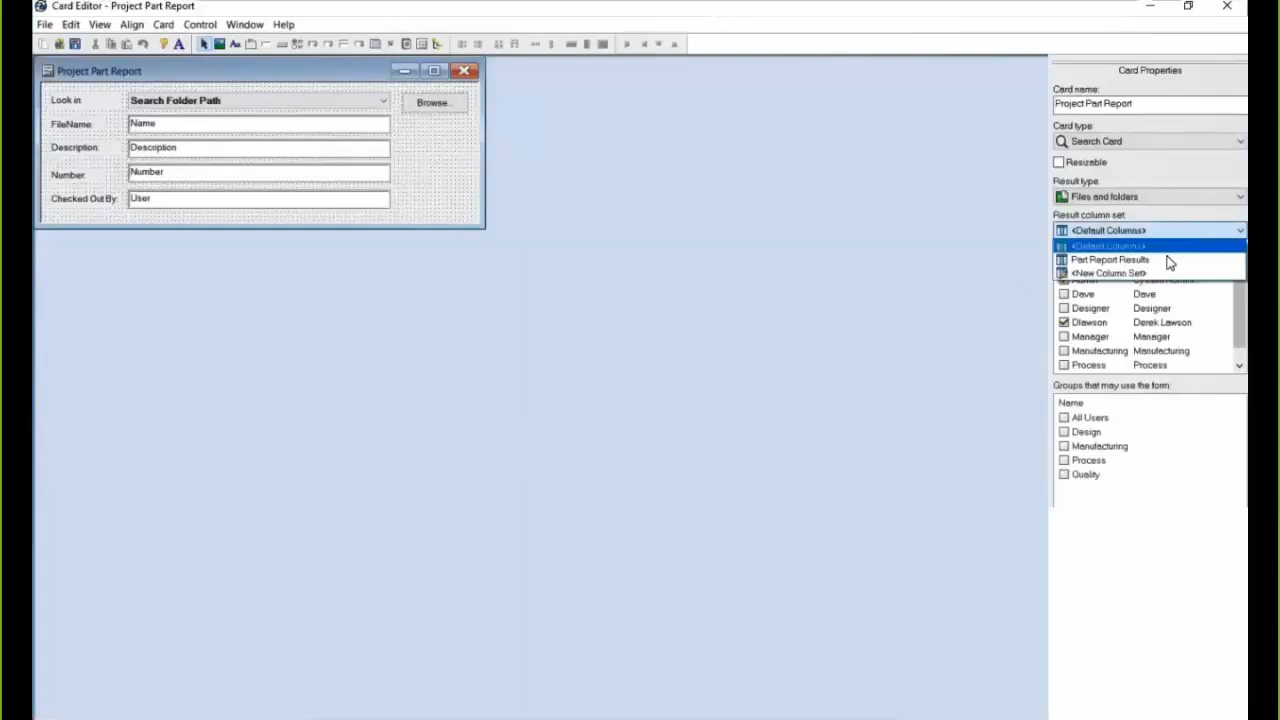 Card Editor - Project Part Report
File Edit View Align Card Control Window Help
Project Part Report
Look in: Search Folder Path Browse...
FileName: Name
Description: Description
Number: Number
Checked Out By: User
Card Properties
Card name:
Project Part Report
Card type:
Search Card
Resizable
Result type:
Files and folders
Result column set:
<Default Columns>
<Default Columns>
Part Report Results
<New Column Set>
Dave Dave
Designer Designer
Dlawson Derek Lawson
Manager Manager
Manufacturing Manufacturing
Process Process
Groups that may use the form:
Name
All Users
Design
Manufacturing
Process
Quality